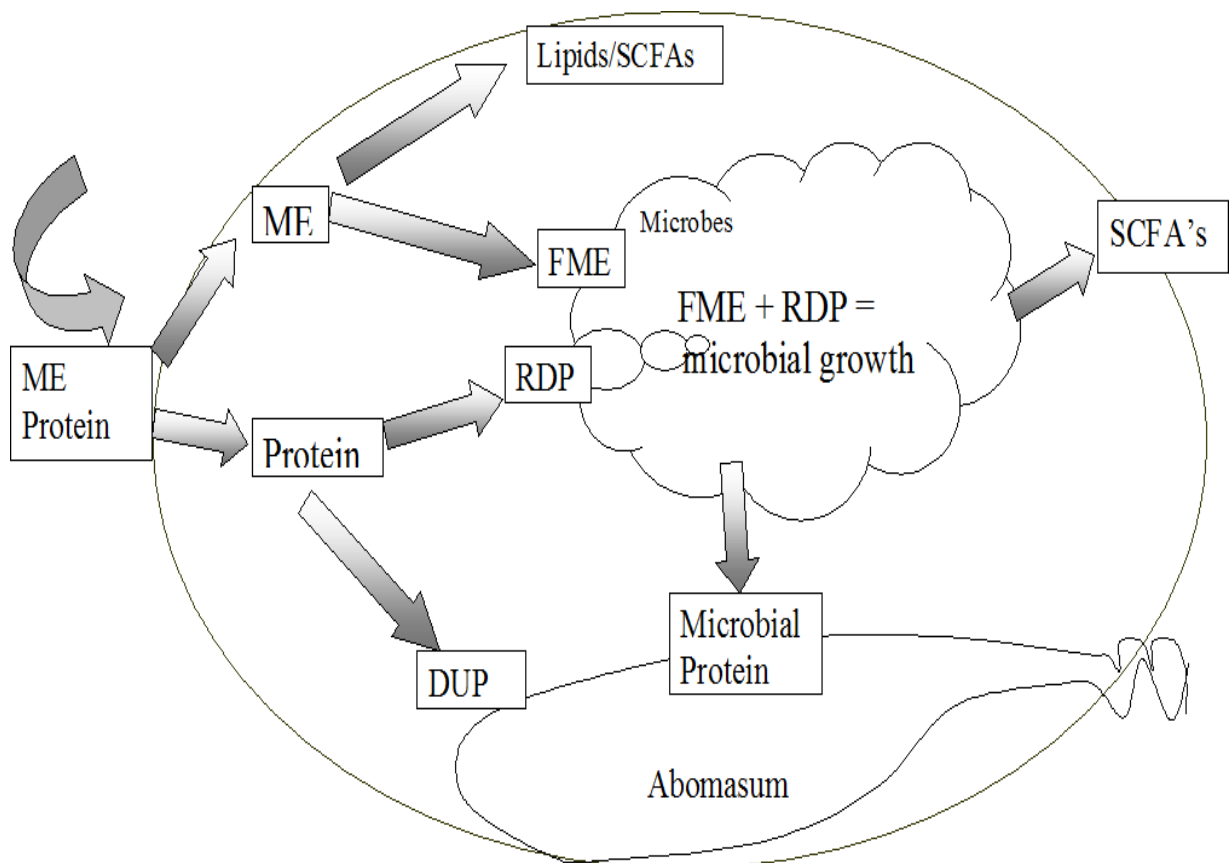 Lipids/SCFAs
ME
Microbes
SCFA's
FME
FME + RDP =
microbial growth
ME
Protein
RDP
Protein
Microbial
Protein
DUP
Abomasum